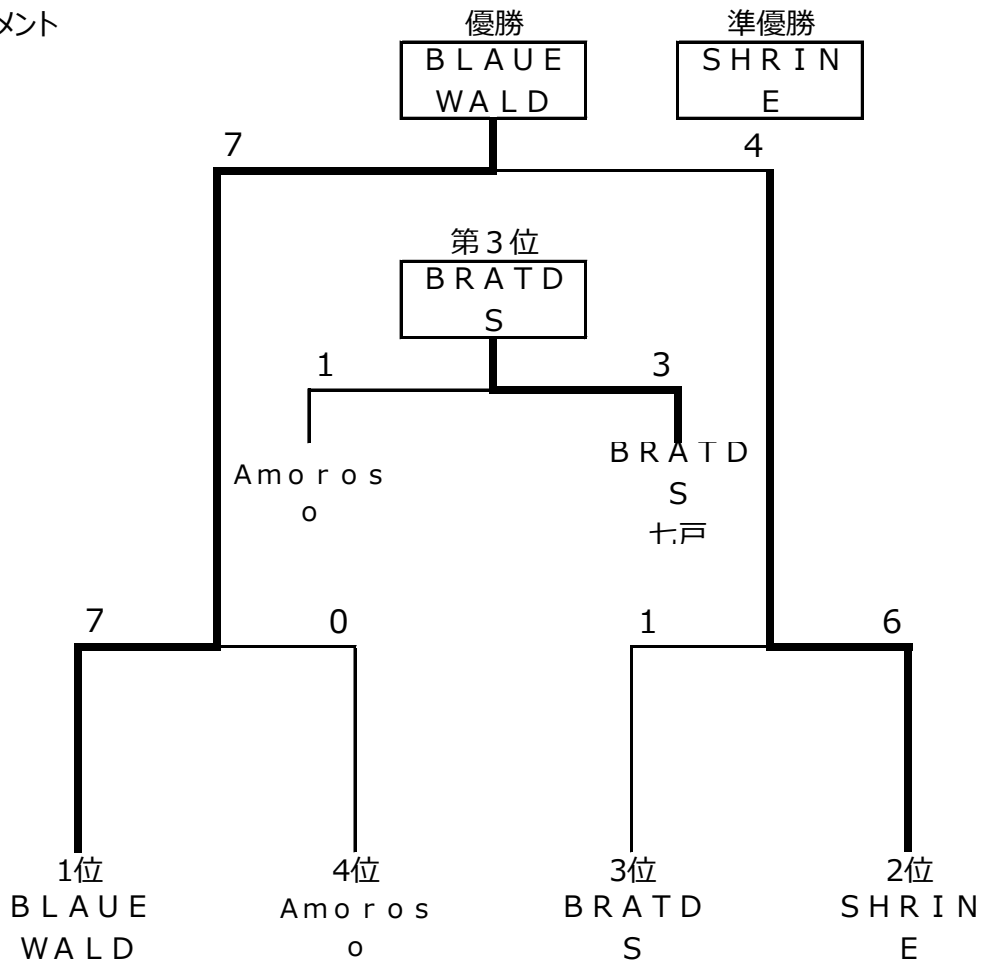 メント
優勝 準優勝
ＢＬＡＵＥ ＳＨＲＩＮ
ＷＡＬＤ Ｅ
7 4
第３位
ＢＲＡＴＤ
Ｓ
1 3
Ａｍｏｒｏｓ ＢＲＡＴＤ
ｏ Ｓ
七戸
7 0 1 6
1位 4位 3位 2位
ＢＬＡＵＥ Ａｍｏｒｏｓ ＢＲＡＴＤ ＳＨＲＩＮ
ＷＡＬＤ ｏ Ｓ Ｅ